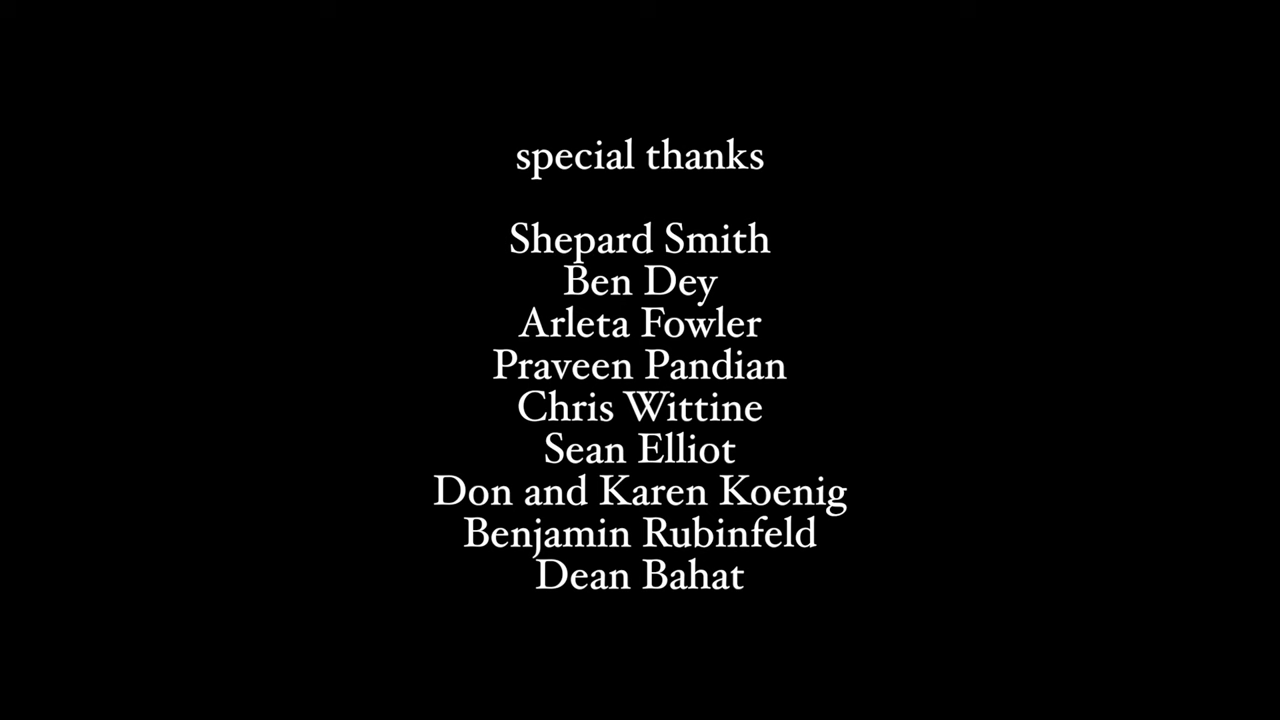 special thanks
Shepard Smith
Ben Dey
Arleta Fowler
Praveen Pandian
Chris Wittine
Sean Elliot
Don and Karen Koenig
Benjamin Rubinfeld
Dean Bahat